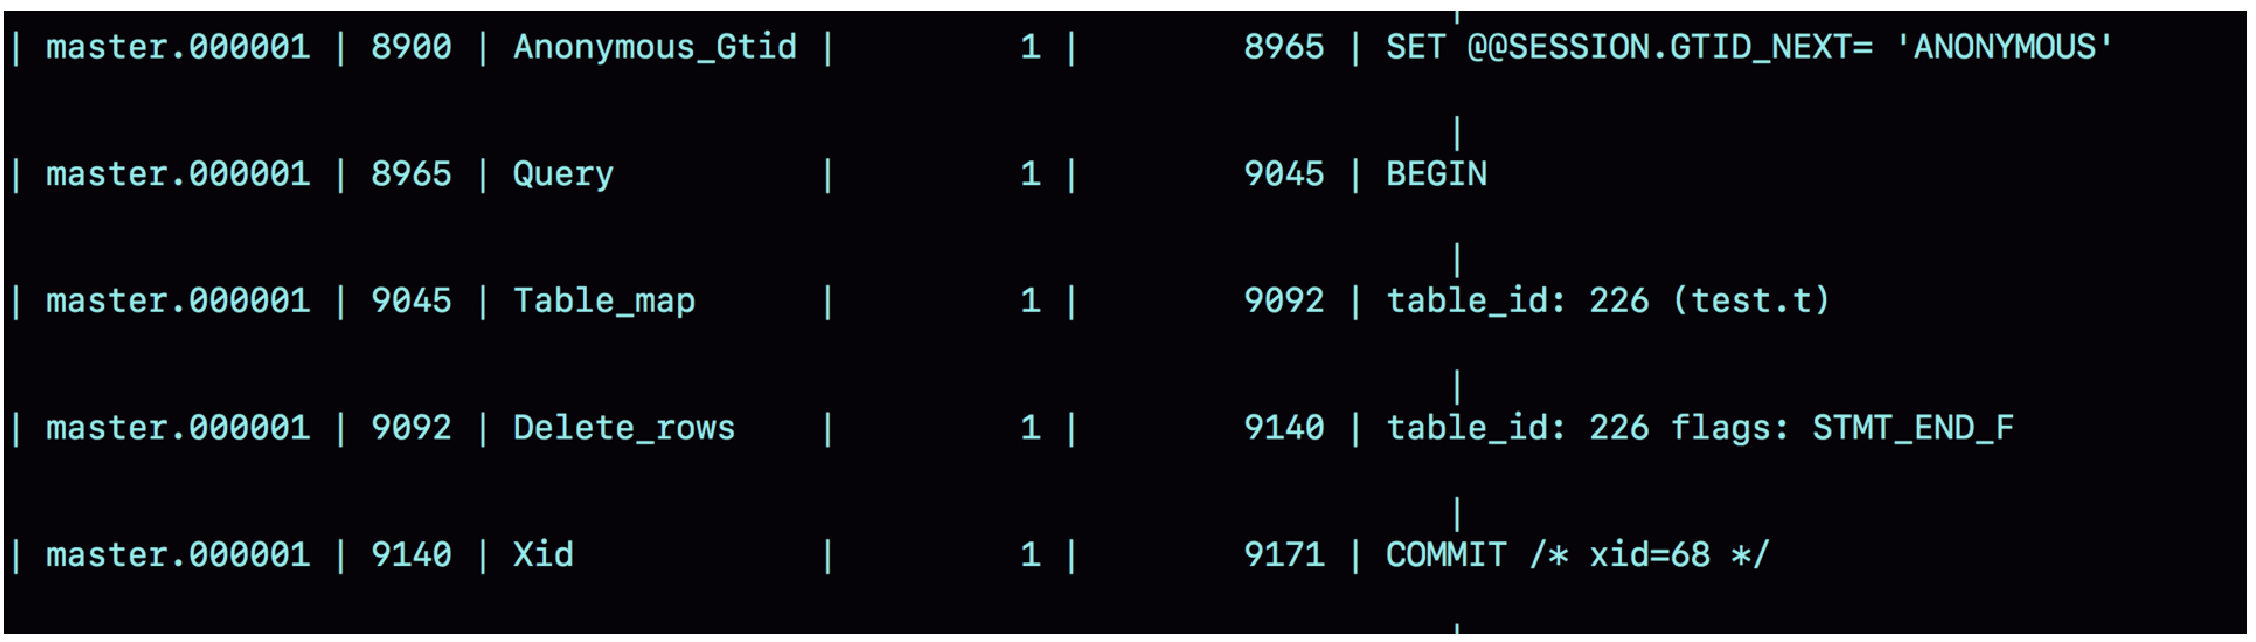 |
| master.000001 | 8900 | Anonymous_Gtid | 1 | 8965 | SET @@SESSION.GTID_NEXT= 'ANONYMOUS'
|
| master.000001 | 8965 | Query | 1 | 9045 | BEGIN
|
| master.000001 | 9045 | Table_map | 1 | 9092 | table_id: 226 (test.t)
|
| master.000001 | 9092 | Delete_rows | 1 | 9140 | table_id: 226 flags: STMT_END_F
|
| master.000001 | 9140 | Xid | 1 | 9171 | COMMIT /* xid=68 */
|